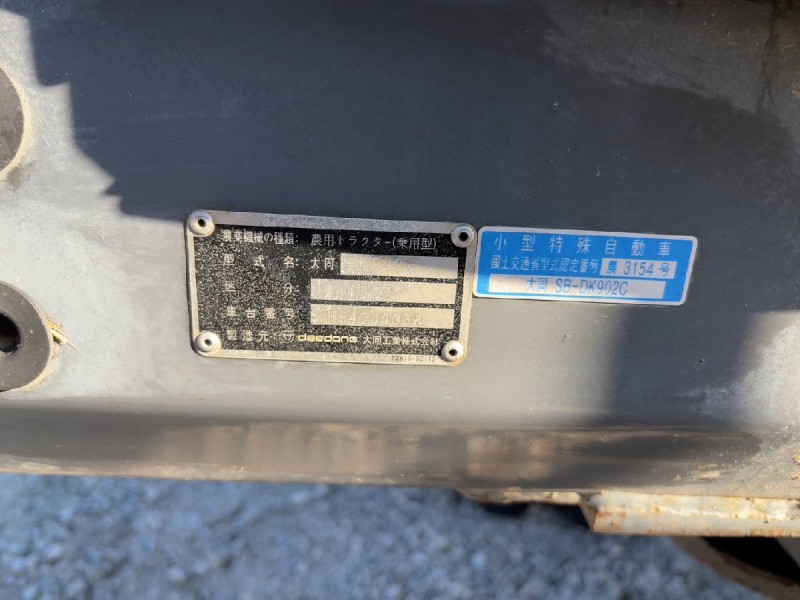 農業機械の種類: 農用トラクター(乗用型)
型式名: 大同
区分
車台番号
製造元 daedong 大同工業株式会社
小型特殊自動車
国土交通省型式認定番号 農 3154 号
大同 SB-DK902C